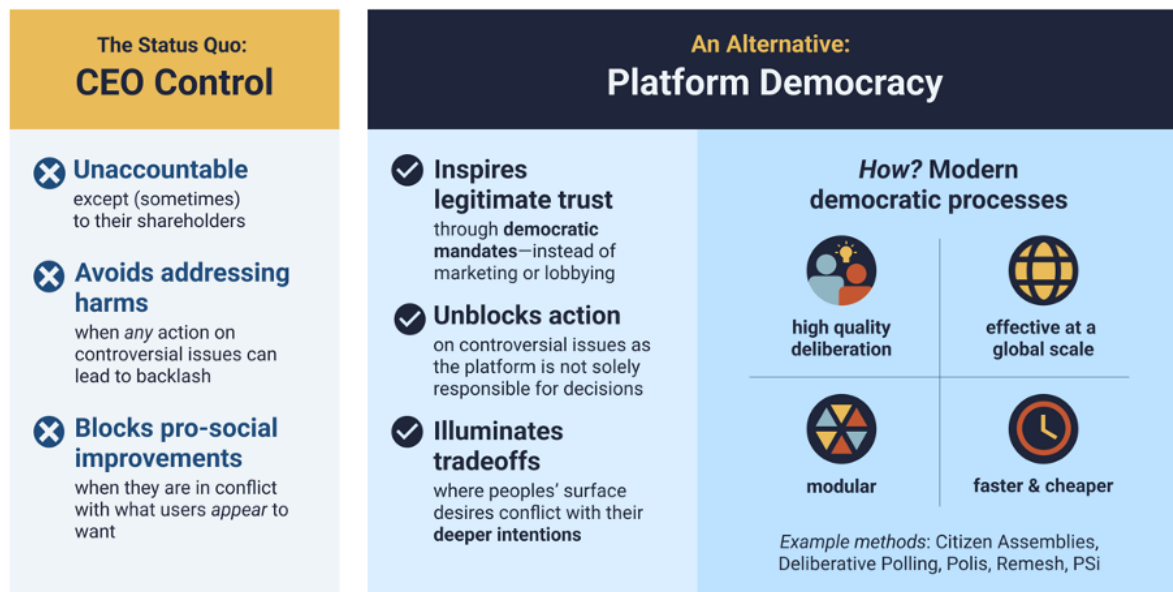 The Status Quo:
CEO Control
Unaccountable
except (sometimes)
to their shareholders
Avoids addressing
harms
when any action on
controversial issues can
lead to backlash
Blocks pro-social
improvements
when they are in conflict
with what users appear to
want
An Alternative:
Platform Democracy
Inspires
legitimate trust
through democratic
mandates—instead of
marketing or lobbying
Unblocks action
on controversial issues as
the platform is not solely
responsible for decisions
Illuminates
tradeoffs
where peoples’ surface
desires conflict with their
deeper intentions
How? Modern
democratic processes
high quality
deliberation
effective at a
global scale
modular
faster & cheaper
Example methods: Citizen Assemblies,
Deliberative Polling, Polis, Remesh, PSi